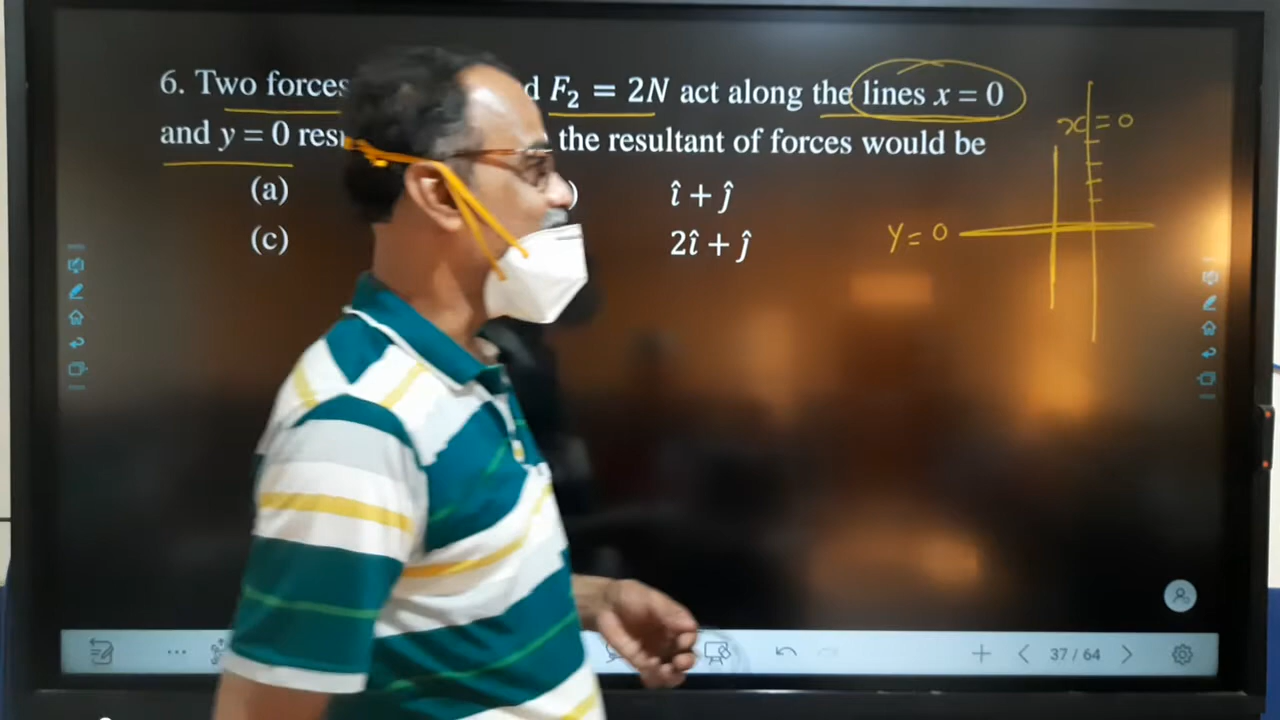 6. Two forces d F₂ = 2N act along the lines x = 0
and y = 0 res the resultant of forces would be
(a) ) î + ĵ
(c) 2î + ĵ
x = 0
y = 0
37 / 64